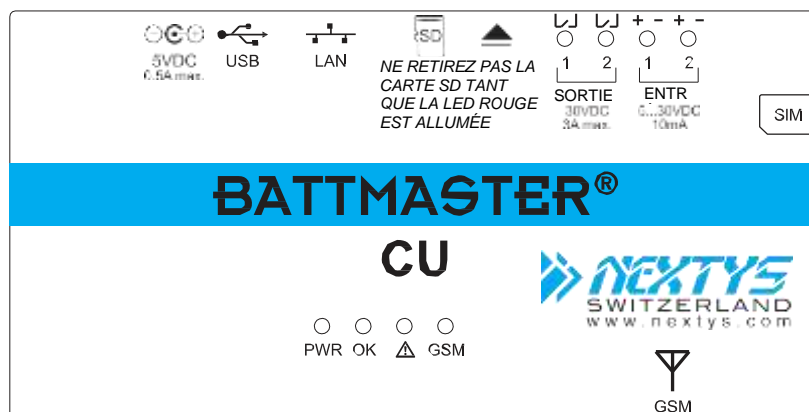 SD
5VDC
0.5A max.
USB
LAN
NE RETIREZ PAS LA
CARTE SD TANT
QUE LA LED ROUGE
EST ALLUMÉE
+ - + -
1 2 1 2
SORTIE
30VDC
3A max.
ENTR
0...30VDC
10mA
SIM
BATTMASTER®
CU
NEXTYS
SWITZERLAND
www.nextys.com
PWR OK ⚠ GSM
GSM